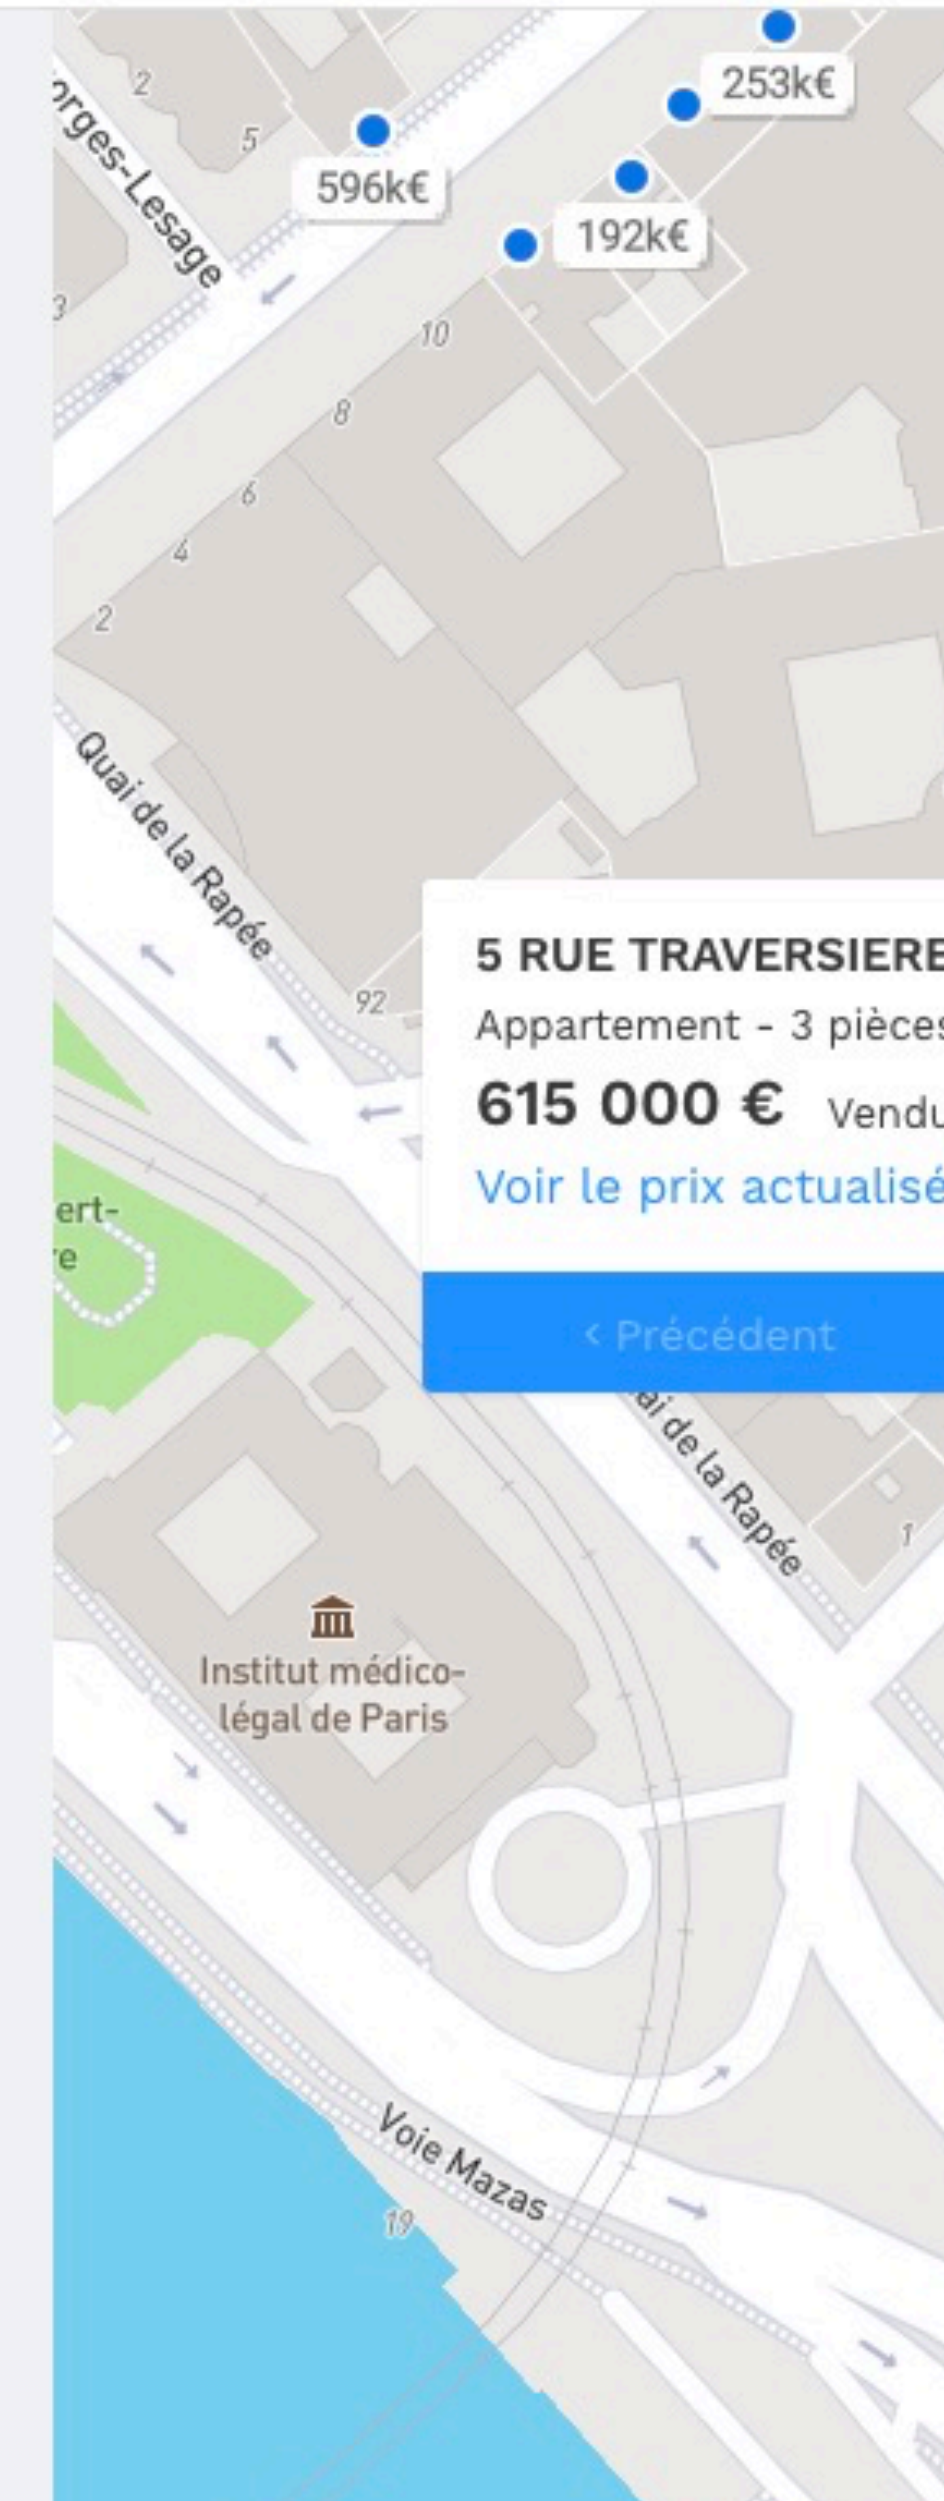 253k€
2
5
596k€
orges-Lesage
192k€
3
10
8
6
4
2
Quai de la Rapée
92
5 RUE TRAVERSIERE
Appartement - 3 pièces
615 000 € Vendu
Voir le prix actualisé
ert-
re
< Précédent
ai de la Rapée
1
Institut médico-
légal de Paris
Voie Mazas
19